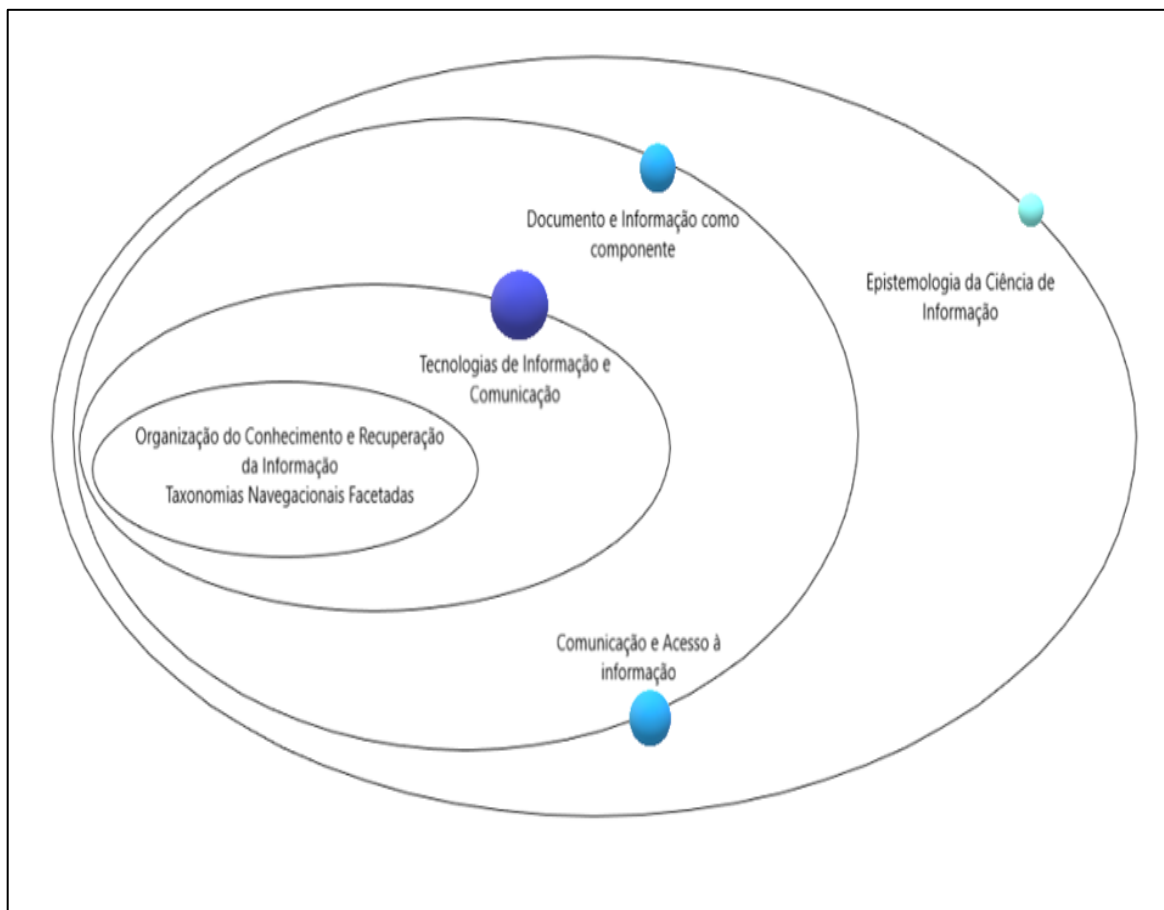 Documento e Informação como
componente
Epistemologia da Ciência de
Informação
Tecnologias de Informação e
Comunicação
Organização do Conhecimento e Recuperação
da Informação
Taxonomias Navegacionais Facetadas
Comunicação e Acesso à
informação